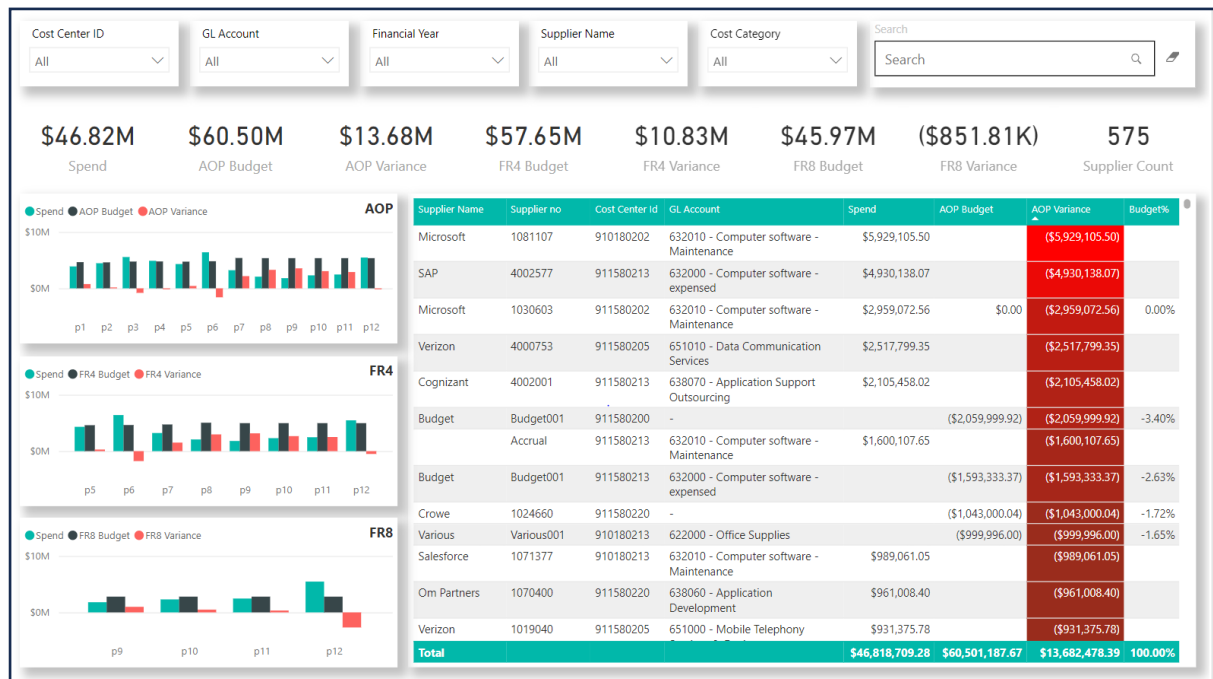 Cost Center ID
GL Account
Financial Year
Supplier Name
Cost Category
Search
All
All
All
All
All
Search
$46.82M
$60.50M
$13.68M
$57.65M
$10.83M
$45.97M
($851.81K)
575
Spend
AOP Budget
AOP Variance
FR4 Budget
FR4 Variance
FR8 Budget
FR8 Variance
Supplier Count
Spend AOP Budget AOP Variance
AOP
$10M
$0M
p1 p2 p3 p4 p5 p6 p7 p8 p9 p10 p11 p12
Spend FR4 Budget FR4 Variance
FR4
$10M
$0M
p5 p6 p7 p8 p9 p10 p11 p12
Spend FR8 Budget FR8 Variance
FR8
$10M
$0M
p9 p10 p11 p12
Supplier Name Supplier no Cost Center Id GL Account Spend AOP Budget AOP Variance Budget%
Microsoft 1081107 910180202 632010 - Computer software - $5,929,105.50 ($5,929,105.50)
Maintenance
SAP 4002577 911580213 632000 - Computer software - $4,930,138.07 ($4,930,138.07)
expensed
Microsoft 1030603 911580202 632010 - Computer software - $2,959,072.56 $0.00 ($2,959,072.56) 0.00%
Maintenance
Verizon 4000753 911580205 651010 - Data Communication $2,517,799.35 ($2,517,799.35)
Services
Cognizant 4002001 911580213 638070 - Application Support $2,105,458.02 ($2,105,458.02)
Outsourcing
Budget Budget001 911580200 - ($2,059,999.92) ($2,059,999.92) -3.40%
Accrual 911580213 632010 - Computer software - $1,600,107.65 ($1,600,107.65)
Maintenance
Budget Budget001 911580213 632000 - Computer software - ($1,593,333.37) ($1,593,333.37) -2.63%
expensed
Crowe 1024660 911580220 - ($1,043,000.04) ($1,043,000.04) -1.72%
Various Various001 910180213 622000 - Office Supplies ($999,996.00) ($999,996.00) -1.65%
Salesforce 1071377 910180213 632010 - Computer software - $989,061.05 ($989,061.05)
Maintenance
Om Partners 1070400 911580220 638060 - Application $961,008.40 ($961,008.40)
Development
Verizon 1019040 911580205 651000 - Mobile Telephony $931,375.78 ($931,375.78)
Total $46,818,709.28 $60,501,187.67 $13,682,478.39 100.00%